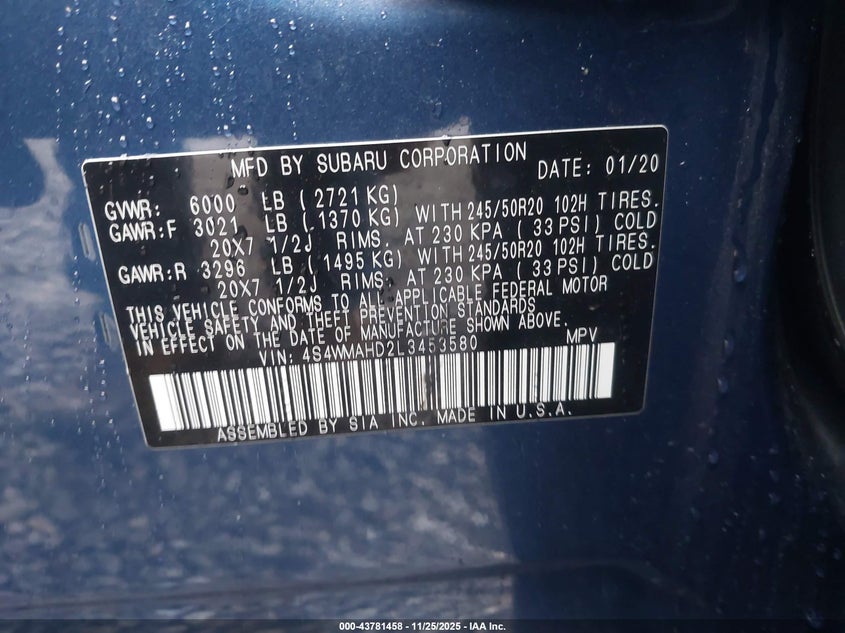 MFD BY SUBARU CORPORATION DATE: 01/20
GVWR: 6000 LB ( 2721 KG)
GAWR:F 3021 LB ( 1370 KG) WITH 245/50R20 102H TIRES.
20X7 1/2J RIMS. AT 230 KPA ( 33 PSI) COLD
GAWR:R 3296 LB ( 1495 KG) WITH 245/50R20 102H TIRES.
20X7 1/2J RIMS. AT 230 KPA ( 33 PSI) COLD
THIS VEHICLE CONFORMS TO ALL APPLICABLE FEDERAL MOTOR
VEHICLE SAFETY AND THEFT PREVENTION STANDARDS
IN EFFECT ON THE DATE OF MANUFACTURE SHOWN ABOVE.
VIN: 4S4WMAHD2L3453580 MPV
ASSEMBLED BY SIA INC. MADE IN U.S.A.
000-43781458 - 11/25/2025 - IAA Inc.